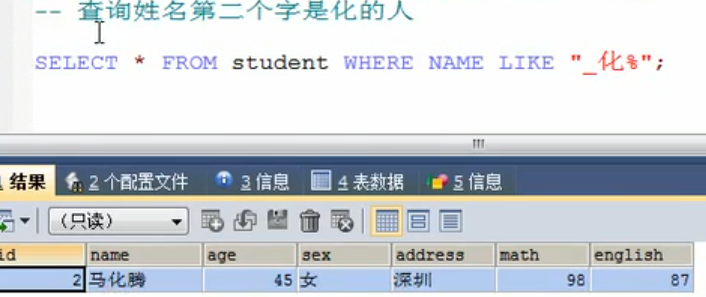 -- 查询姓名第二个字是化的人
SELECT * FROM student WHERE NAME LIKE "_化%";
1 结果 2 个配置文件 3 信息 4 表数据 5 信息
(只读)
id name age sex address math english
2 马化腾 45 女 深圳 98 87